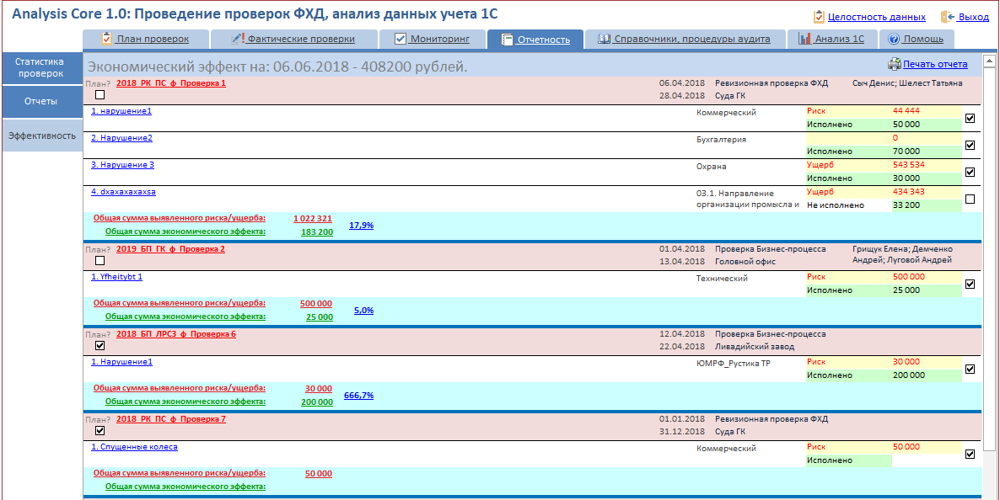 Analysis Core 1.0: Проведение проверок ФХД, анализ данных учета 1С
Целостность данных Выход
План проверок Фактические проверки Мониторинг Отчетность Справочники, процедуры аудита Анализ 1С Помощь
Статистика проверок
Отчеты
Эффективность
Экономический эффект на: 06.06.2018 - 408200 рублей. Печать отчета
План? 2018_РК_ПС_ф_Проверка 1 06.04.2018 Ревизионная проверка ФХД Сыч Денис; Шелест Татьяна
28.04.2018 Суда ГК
1. нарушение1 Коммерческий Риск 44 444
Исполнено 50 000
2. Нарушение2 Бухгалтерия 0
Исполнено 70 000
3. Нарушение 3 Охрана Ущерб 543 534
Исполнено 30 000
4. dxaxaxaxaxsa 03.1. Направление Ущерб 434 343
организации промысла и Не исполнено 33 200
Общая сумма выявленного риска/ущерба: 1 022 321
17,9%
Общая сумма экономического эффекта: 183 200
План? 2019_БП_ГК_ф_Проверка 2 01.04.2018 Проверка Бизнес-процесса Грищук Елена; Демченко
13.04.2018 Головной офис Андрей; Луговой Андрей
1. Yfheitybt 1 Технический Риск 500 000
Исполнено 25 000
Общая сумма выявленного риска/ущерба: 500 000
5,0%
Общая сумма экономического эффекта: 25 000
План? 2018_БП_ЛРСЗ_ф_Проверка 6 12.04.2018 Проверка Бизнес-процесса
22.04.2018 Ливадийский завод
1. Нарушение1 ЮМРФ_Рустика ТР Риск 30 000
Исполнено 200 000
Общая сумма выявленного риска/ущерба: 30 000
666,7%
Общая сумма экономического эффекта: 200 000
План? 2018_РК_ПС_ф_Проверка 7 01.01.2018 Ревизионная проверка ФХД
31.12.2018 Суда ГК
1. Спущенные колеса Коммерческий Риск 50 000
Исполнено
Общая сумма выявленного риска/ущерба: 50 000
Общая сумма экономического эффекта: